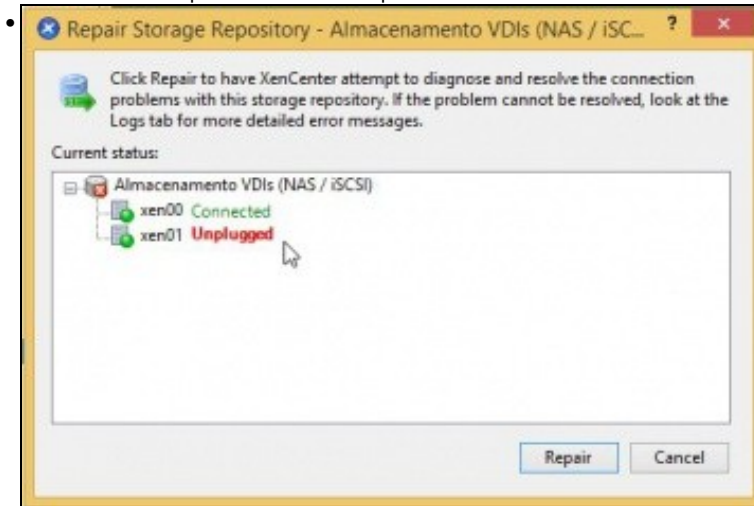 Repair Storage Repository - Almacenamento VDIs (NAS / iSC...
Click Repair to have XenCenter attempt to diagnose and resolve the connection
problems with this storage repository. If the problem cannot be resolved, look at the
Logs tab for more detailed error messages.
Current status:
Almacenamento VDIs (NAS / iSCSI)
xen00 Connected
xen01 Unplugged
Repair Cancel